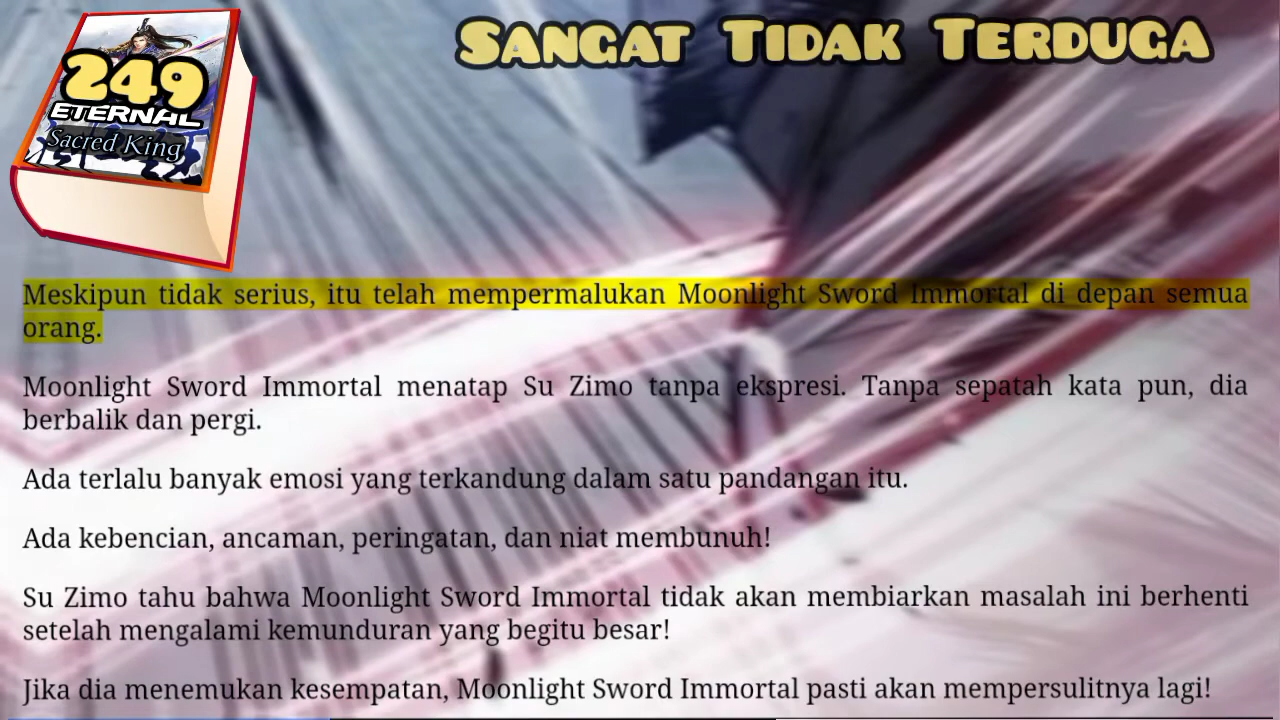 Sangat Tidak Terduga
249
ETERNAL
Sacred King
Meskipun tidak serius, itu telah mempermalukan Moonlight Sword Immortal di depan semua
orang.
Moonlight Sword Immortal menatap Su Zimo tanpa ekspresi. Tanpa sepatah kata pun, dia
berbalik dan pergi.
Ada terlalu banyak emosi yang terkandung dalam satu pandangan itu.
Ada kebencian, ancaman, peringatan, dan niat membunuh!
Su Zimo tahu bahwa Moonlight Sword Immortal tidak akan membiarkan masalah ini berhenti
setelah mengalami kemunduran yang begitu besar!
Jika dia menemukan kesempatan, Moonlight Sword Immortal pasti akan mempersulitnya lagi!